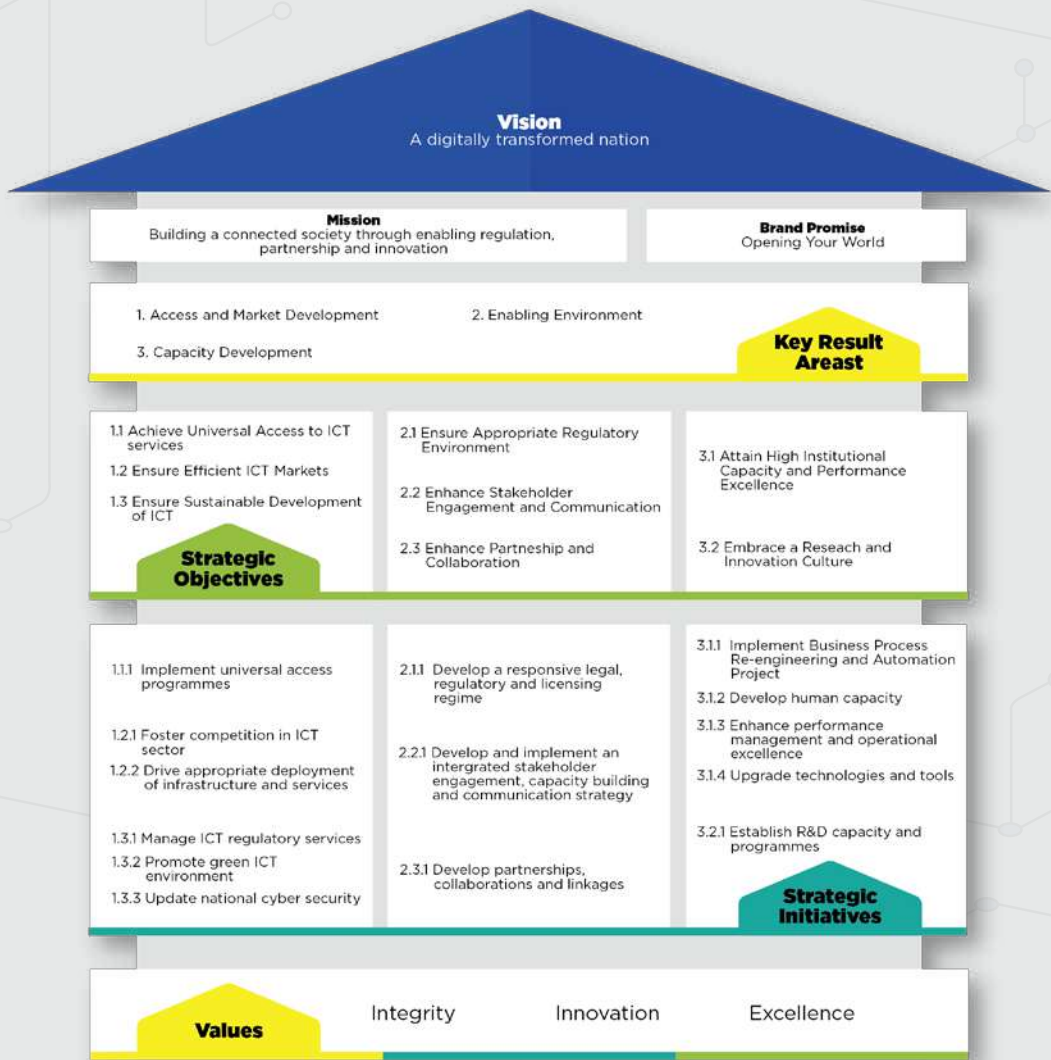 Vision
A digitally transformed nation
Mission
Building a connected society through enabling regulation,
partnership and innovation
Brand Promise
Opening Your World
1. Access and Market Development
2. Enabling Environment
3. Capacity Development
Key Result
Areast
1.1 Achieve Universal Access to ICT
services
1.2 Ensure Efficient ICT Markets
1.3 Ensure Sustainable Development
of ICT
Strategic
Objectives
2.1 Ensure Appropriate Regulatory
Environment
2.2 Enhance Stakeholder
Engagement and Communication
2.3 Enhance Partneship and
Collaboration
3.1 Attain High Institutional
Capacity and Performance
Excellence
3.2 Embrace a Reseach and
Innovation Culture
1.1.1 Implement universal access
programmes
1.2.1 Foster competition in ICT
sector
1.2.2 Drive appropriate deployment
of infrastructure and services
1.3.1 Manage ICT regulatory services
1.3.2 Promote green ICT
environment
1.3.3 Update national cyber security
2.1.1 Develop a responsive legal,
regulatory and licensing
regime
2.2.1 Develop and implement an
intergrated stakeholder
engagement, capacity building
and communication strategy
2.3.1 Develop partnerships,
collaborations and linkages
3.1.1 Implement Business Process
Re-engineering and Automation
Project
3.1.2 Develop human capacity
3.1.3 Enhance performance
management and operational
excellence
3.1.4 Upgrade technologies and tools
3.2.1 Establish R&D capacity and
programmes
Strategic
Initiatives
Values
Integrity
Innovation
Excellence